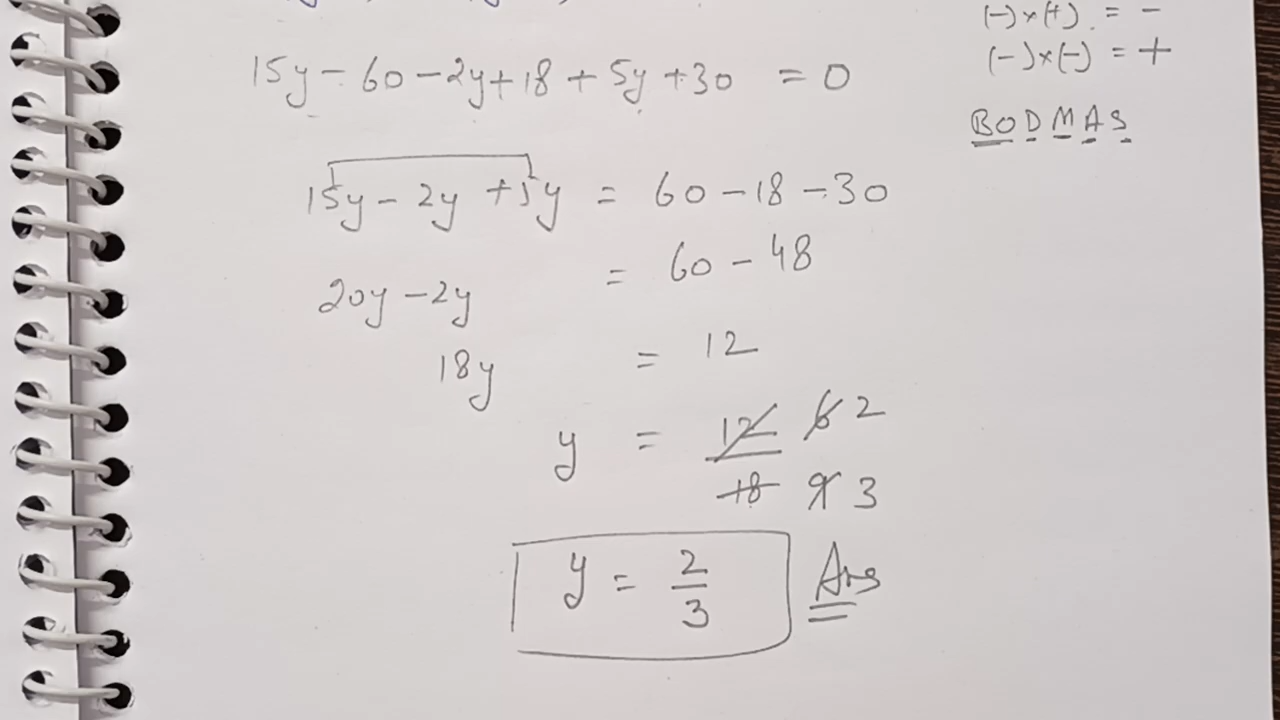 (-)×(+) = -
(-)×(-) = +
BODMAS
15y - 60 - 2y + 18 + 5y + 30 = 0
15y - 2y + 5y = 60 - 18 - 30
20y - 2y = 60 - 48
18y = 12
y = 12/18 6/9 2/3
y = 2/3 Ans